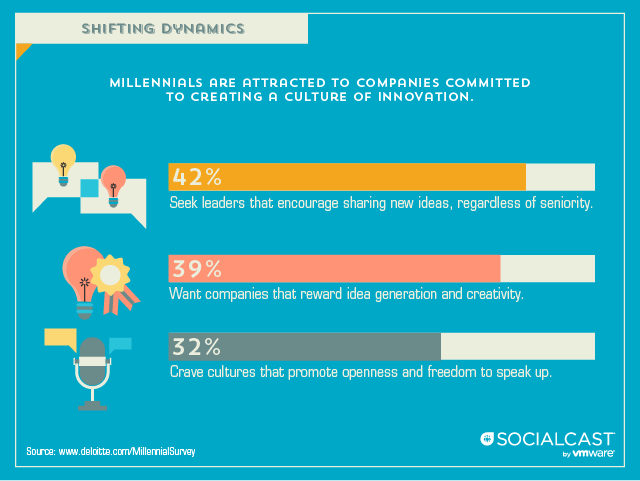 SHIFTING DYNAMICS
MILLENNIALS ARE ATTRACTED TO COMPANIES COMMITTED
TO CREATING A CULTURE OF INNOVATION.
42%
Seek leaders that encourage sharing new ideas, regardless of seniority.
39%
Want companies that reward idea generation and creativity.
32%
Crave cultures that promote openness and freedom to speak up.
Source: www.deloitte.com/MillennialSurvey
SOCIALCAST
by vmware